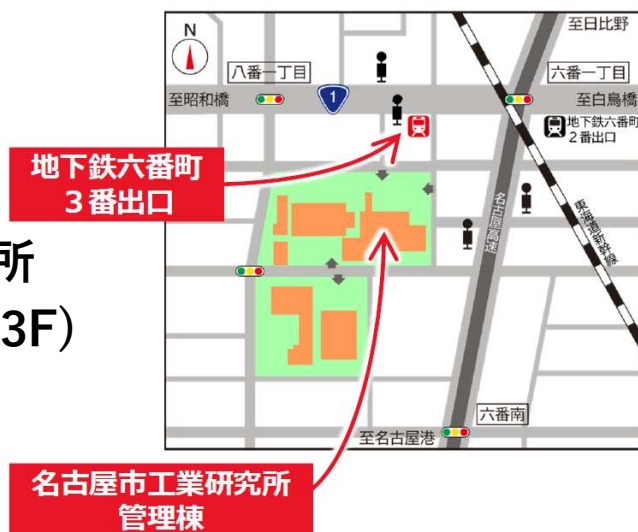 至日比野
N
八番一丁目
六番一丁目
至昭和橋
1
至白鳥橋
地下鉄六番町
2番出口
地下鉄六番町
3番出口
名古屋高速
東海道新幹線
所
3F)
六番南
至名古屋港
名古屋市工業研究所
管理棟